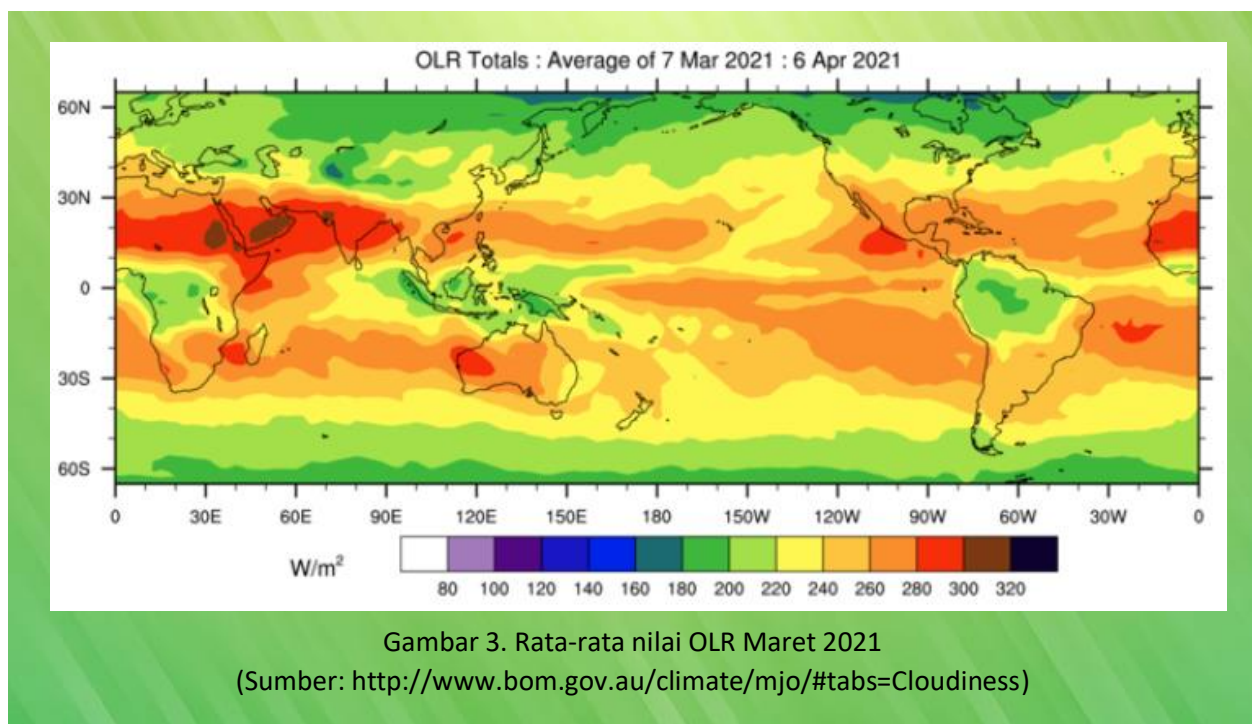 OLR Totals : Average of 7 Mar 2021 : 6 Apr 2021
60N
30N
0
30S
60S
0 30E 60E 90E 120E 150E 180 150W 120W 90W 60W 30W 0
W/m²
80 100 120 140 160 180 200 220 240 260 280 300 320
Gambar 3. Rata-rata nilai OLR Maret 2021
(Sumber: http://www.bom.gov.au/climate/mjo/#tabs=Cloudiness)